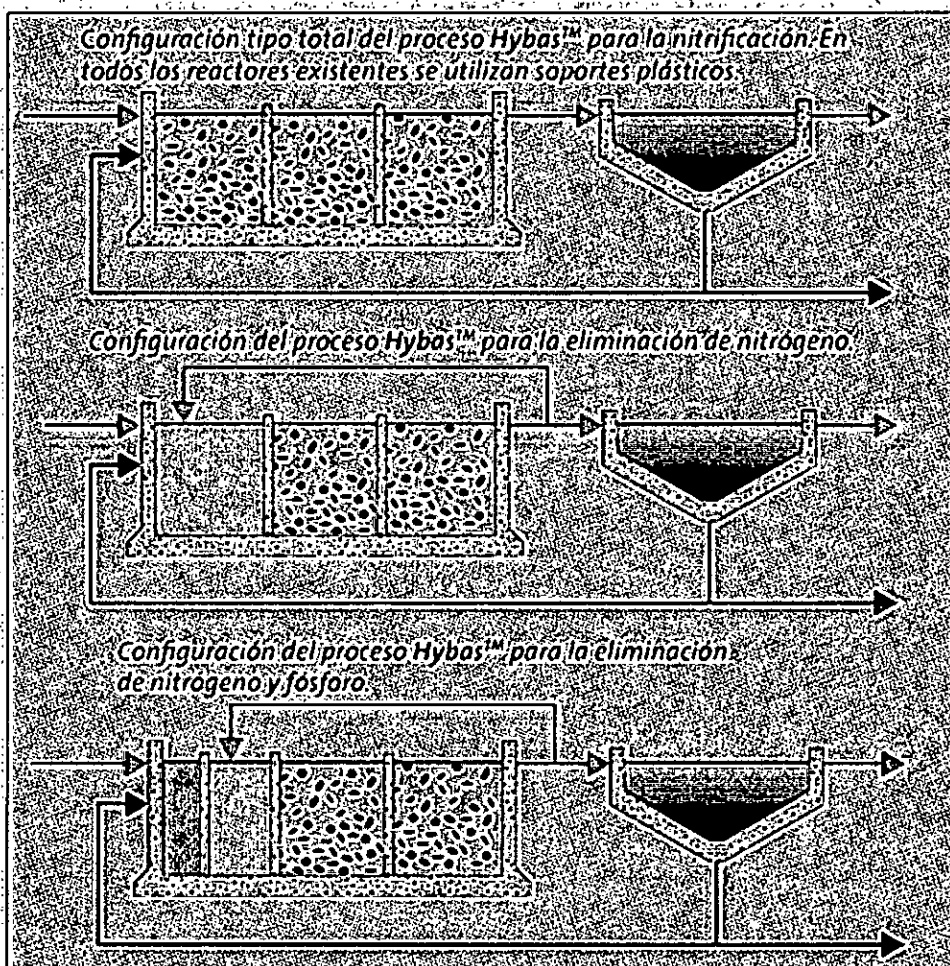 Configuración tipo total del proceso Hybas™ para la nitrificación. En
todos los reactores existentes se utilizan soportes plásticos.
Configuración del proceso Hybas™ para la eliminación de nitrógeno.
Configuración del proceso Hybas™ para la eliminación
de nitrógeno y fósforo.